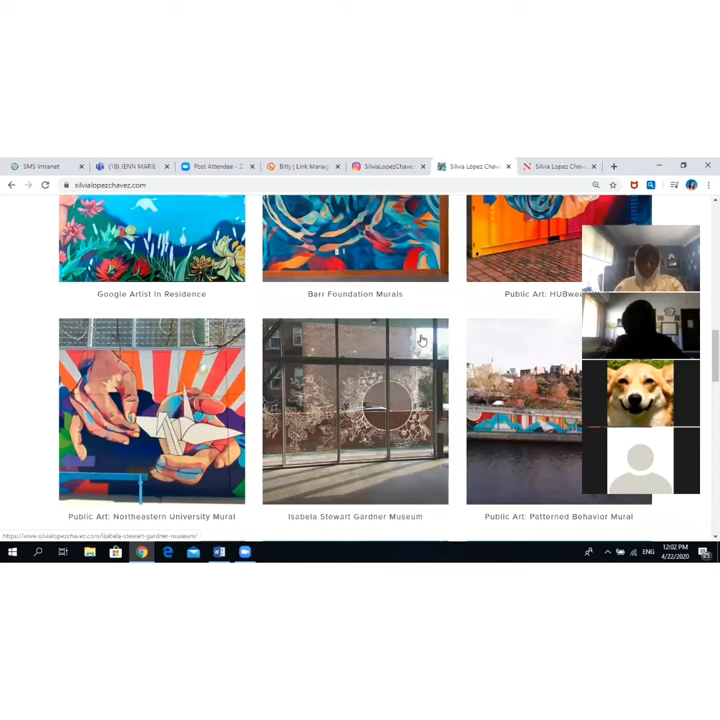 SMS Intranet
(18) JENN MARIE -
Post Attendee - Z
Bitly | Link Manag
SilviaLopezChavez
Silvia López Chav
Silvia Lopez Chav
silvialopezchavez.com
Google Artist In Residence
Barr Foundation Murals
Public Art: HUBwee
Public Art: Northeastern University Mural
Isabela Stewart Gardner Museum
Public Art: Patterned Behavior Mural
https://www.silvialopezchavez.com/isabela-stewart-gardner-museum/
ENG
12:02 PM
4/22/2020
25